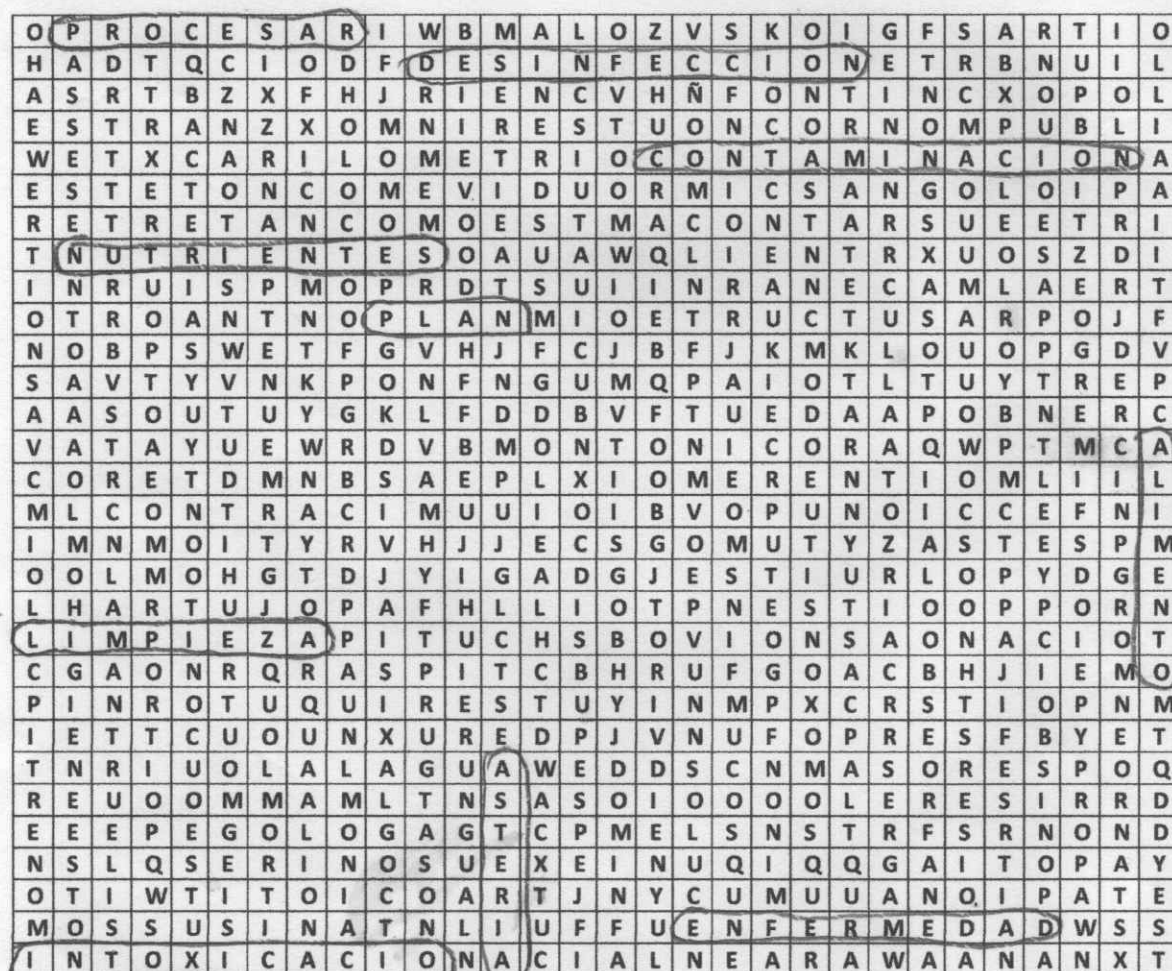 O P R O C E S A R I W B M A L O Z V S K O I G F S A R T I O
H A D T Q C I O D F D E S I N F E C C I O N E T R B N U I L
A S R T B Z X F H J R I E N C V H Ñ F O N T I N C X O P O L
E S T R A N Z X O M N I R E S T U O N C O R N O M P U B L I
W E T X C A R I L O M E T R I O C O N T A M I N A C I O N A
E S T E T O N C O M E V I D U O R M I C S A N G O L O I P A
R E T R E T A N C O M O E S T M A C O N T A R S U E E T R I
T N U T R I E N T E S O A U A W Q L I E N T R X U O S Z D I
I N R U I S P M O P R D T S U I I N R A N E C A M L A E R T
O T R O A N T N O P L A N M I O E T R U C T U S A R P O J F
N O B P S W E T F G V H J F C J B F J K M K L O U O P G D V
S A V T Y V N K P O N F N G U M Q P A I O T L T U Y T R E P
A A S O U T U Y G K L F D D B V F T U E D A A P O B N E R C
V A T A Y U E W R D V B M O N T O N I C O R A Q W P T M C A
C O R E T D M N B S A E P L X I O M E R E N T I O M L I I L
M L C O N T R A C I M U U I O I B V O P U N O I C C E F N I
I M N M O I T Y R V H J J E C S G O M U T Y Z A S T E S P M
O O L M O H G T D J Y I G A D G J E S T I U R L O P Y D G E
L H A R T U J O P A F H L L I O T P N E S T I O O P P O R N
L I M P I E Z A P I T U C H S B O V I O N S A O N A C I O T
C G A O N R Q R A S P I T C B H R U F G O A C B H J I E M O
P I N R O T U Q U I R E S T U Y I N M P X C R S T I O P N M
I E T T C U O U N X U R E D P J V N U F O P R E S F B Y E T
T N R I U O L A L A G U A W E D D S C N M A S O R E S P O Q
R E U O O M M A M L T N S A S O I O O O O L E R E S I R R D
E E E P E G O L O G A G T C P M E L S N S T R F S R N O N D
N S L Q S E R I N O S U E X E I N U Q I Q Q G A I T O P A Y
O T I W T I T O I C O A R T J N Y C U M U U A N O I P A T E
M O S S U S I N A T N L I U F F U E N F E R M E D A D W S S
I N T O X I C A C I O N A C I A L N E A R A W A A N A N X T